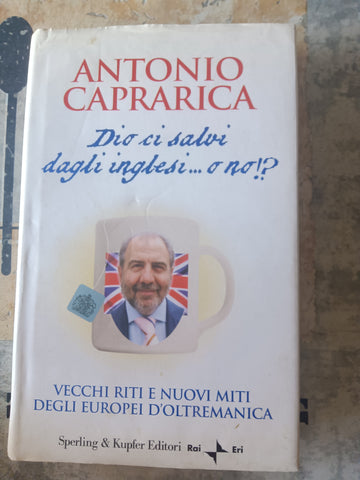 ANTONIO
CAPRARICA
Dio ci salvi
dagli inglesi... o no!?
VECCHI RITI E NUOVI MITI
DEGLI EUROPEI D'OLTREMANICA
Sperling & Kupfer Editori Rai Eri